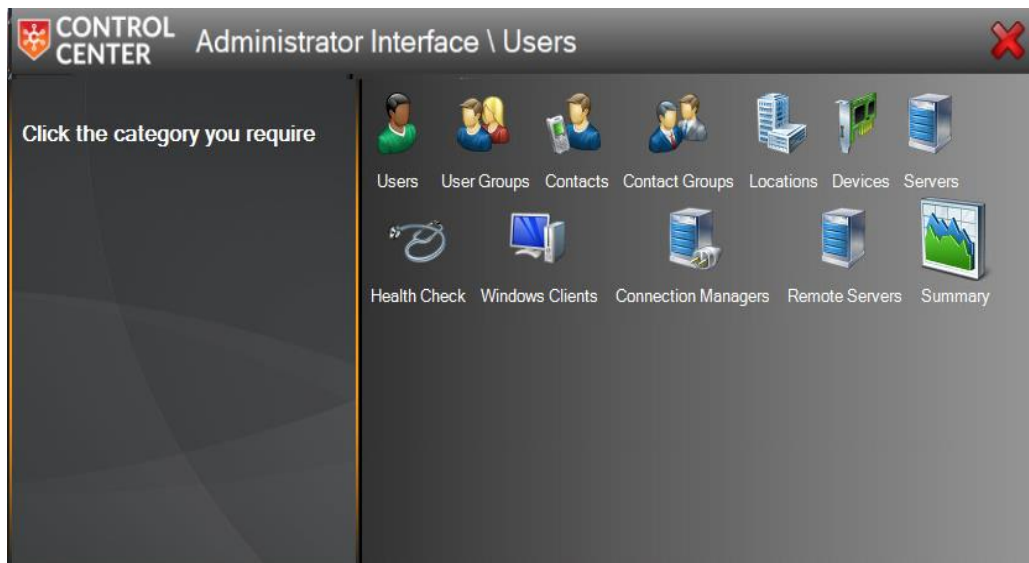 CONTROL
CENTER
Administrator Interface \ Users
Click the category you require
Users User Groups Contacts Contact Groups Locations Devices Servers
Health Check Windows Clients Connection Managers Remote Servers Summary